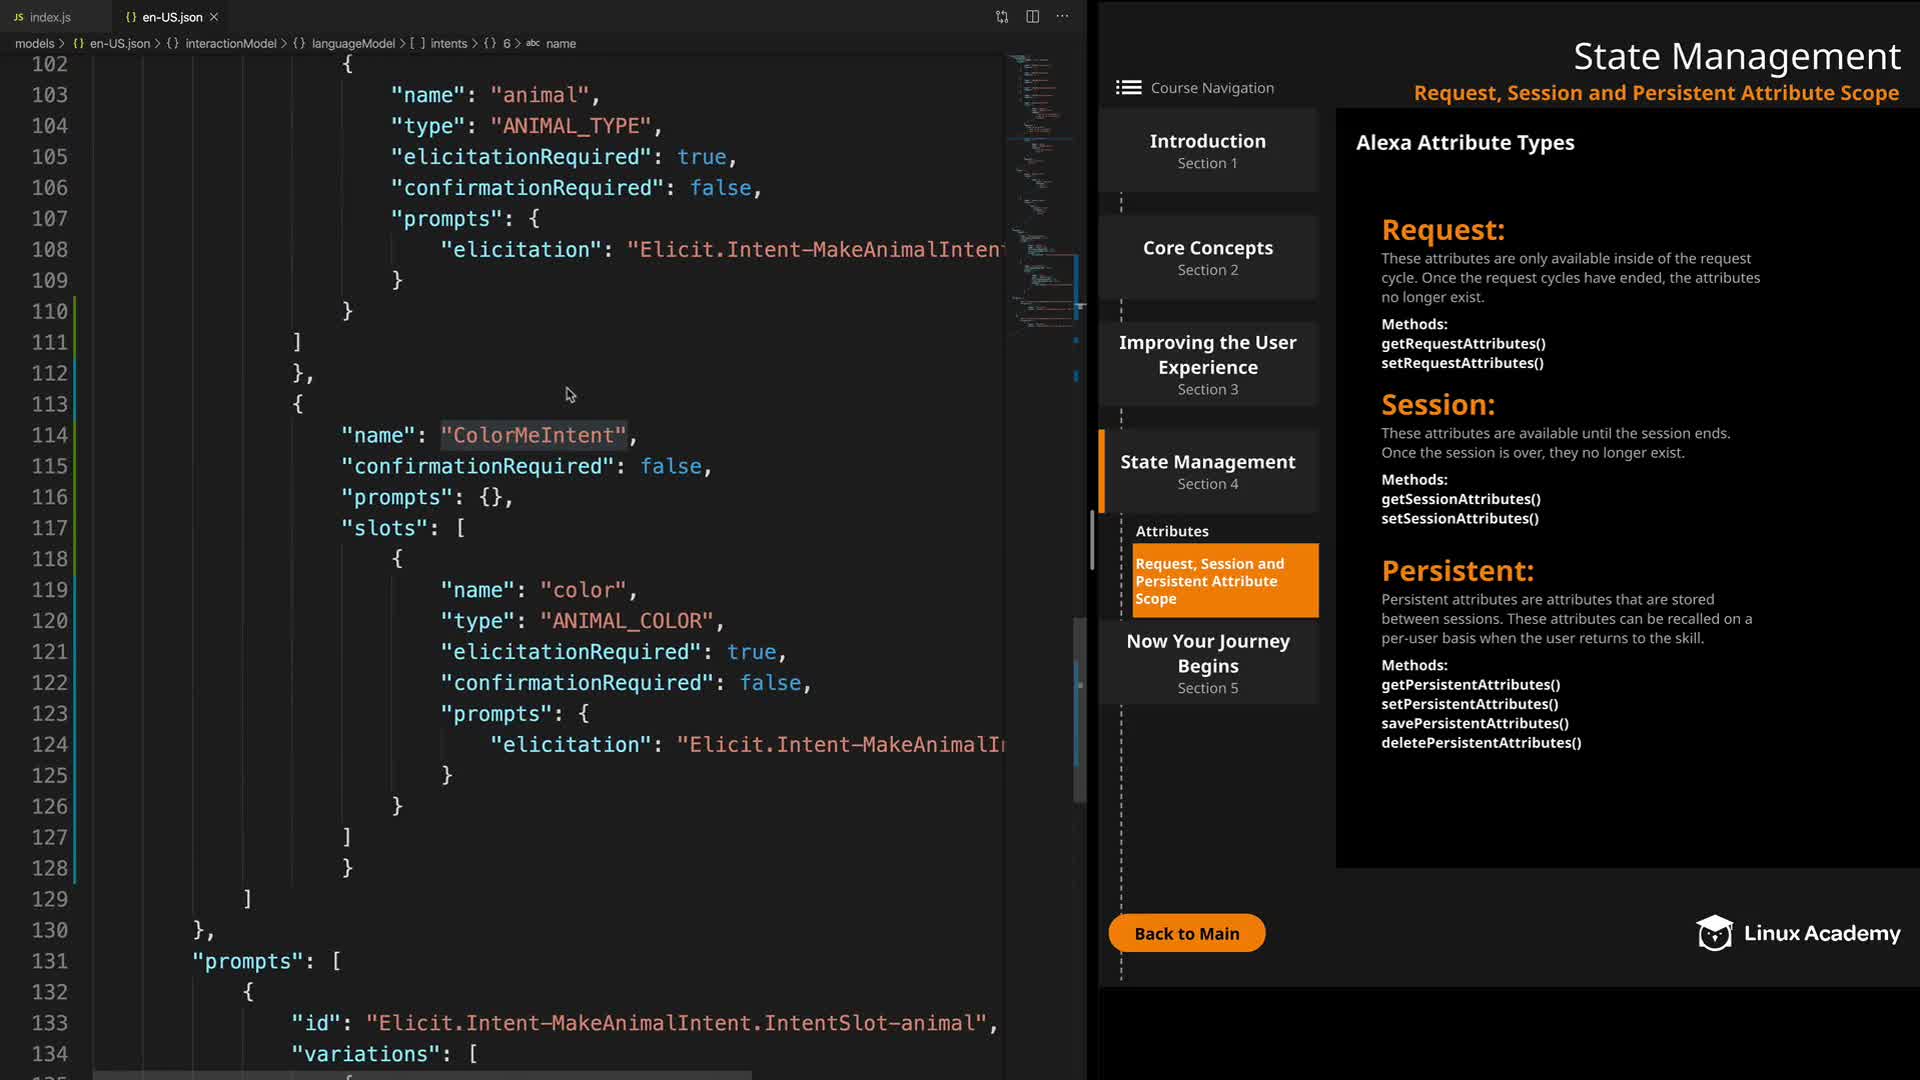 JS index.js
{} en-US.json
models > {} en-US.json > {} interactionModel > {} languageModel > [ ] intents > {} 6 > abc name
102 {
103 "name": "animal",
104 "type": "ANIMAL_TYPE",
105 "elicitationRequired": true,
106 "confirmationRequired": false,
107 "prompts": {
108 "elicitation": "Elicit.Intent-MakeAnimalIntent
109 }
110 }
111 ]
112 },
113 {
114 "name": "ColorMeIntent",
115 "confirmationRequired": false,
116 "prompts": {},
117 "slots": [
118 {
119 "name": "color",
120 "type": "ANIMAL_COLOR",
121 "elicitationRequired": true,
122 "confirmationRequired": false,
123 "prompts": {
124 "elicitation": "Elicit.Intent-MakeAnimalI
125 }
126 }
127 ]
128 }
129 ]
130 },
131 "prompts": [
132 {
133 "id": "Elicit.Intent-MakeAnimalIntent.IntentSlot-animal",
134 "variations": [
State Management
Request, Session and Persistent Attribute Scope
Course Navigation
Introduction
Section 1
Core Concepts
Section 2
Improving the User
Experience
Section 3
State Management
Section 4
Attributes
Request, Session and
Persistent Attribute
Scope
Now Your Journey
Begins
Section 5
Back to Main
Alexa Attribute Types
Request:
These attributes are only available inside of the request
cycle. Once the request cycles have ended, the attributes
no longer exist.
Methods:
getRequestAttributes()
setRequestAttributes()
Session:
These attributes are available until the session ends.
Once the session is over, they no longer exist.
Methods:
getSessionAttributes()
setSessionAttributes()
Persistent:
Persistent attributes are attributes that are stored
between sessions. These attributes can be recalled on a
per-user basis when the user returns to the skill.
Methods:
getPersistentAttributes()
setPersistentAttributes()
savePersistentAttributes()
deletePersistentAttributes()
Linux Academy